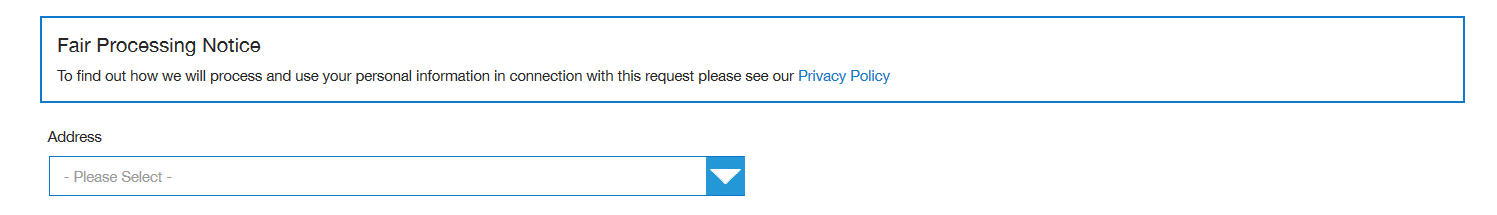 Fair Processing Notice
To find out how we will process and use your personal information in connection with this request please see our Privacy Policy
Address
- Please Select -